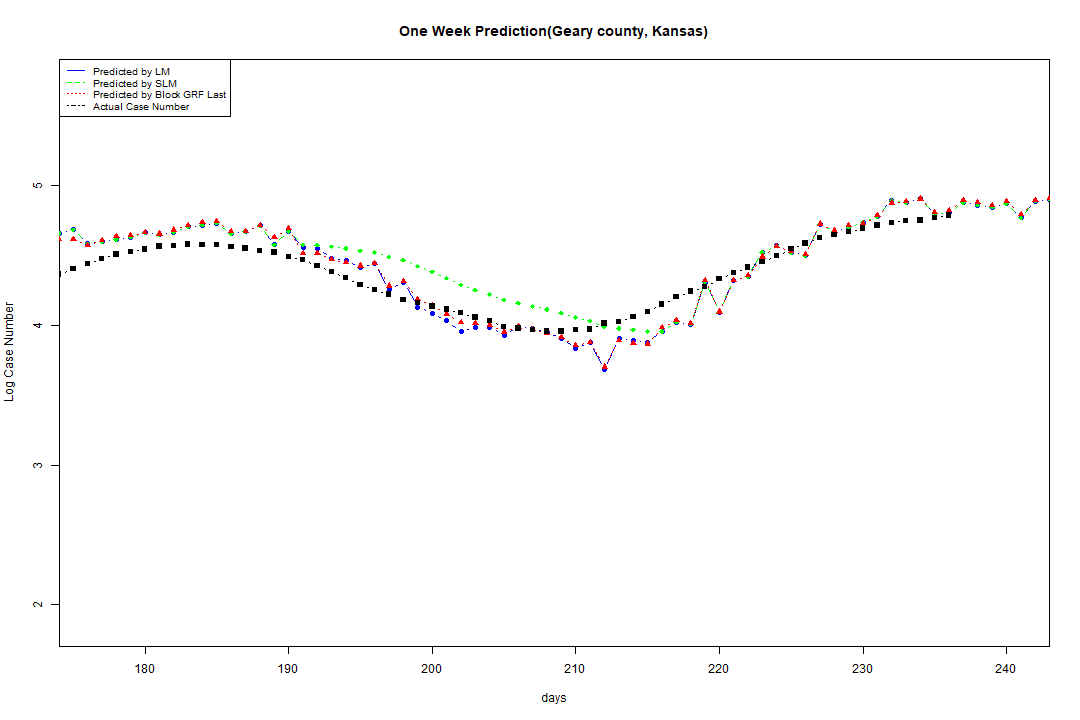 One Week Prediction(Geary county, Kansas)
Predicted by LM
Predicted by SLM
Predicted by Block GRF Last
Actual Case Number
5
4
3
2
Log Case Number
180 190 200 210 220 230 240
days